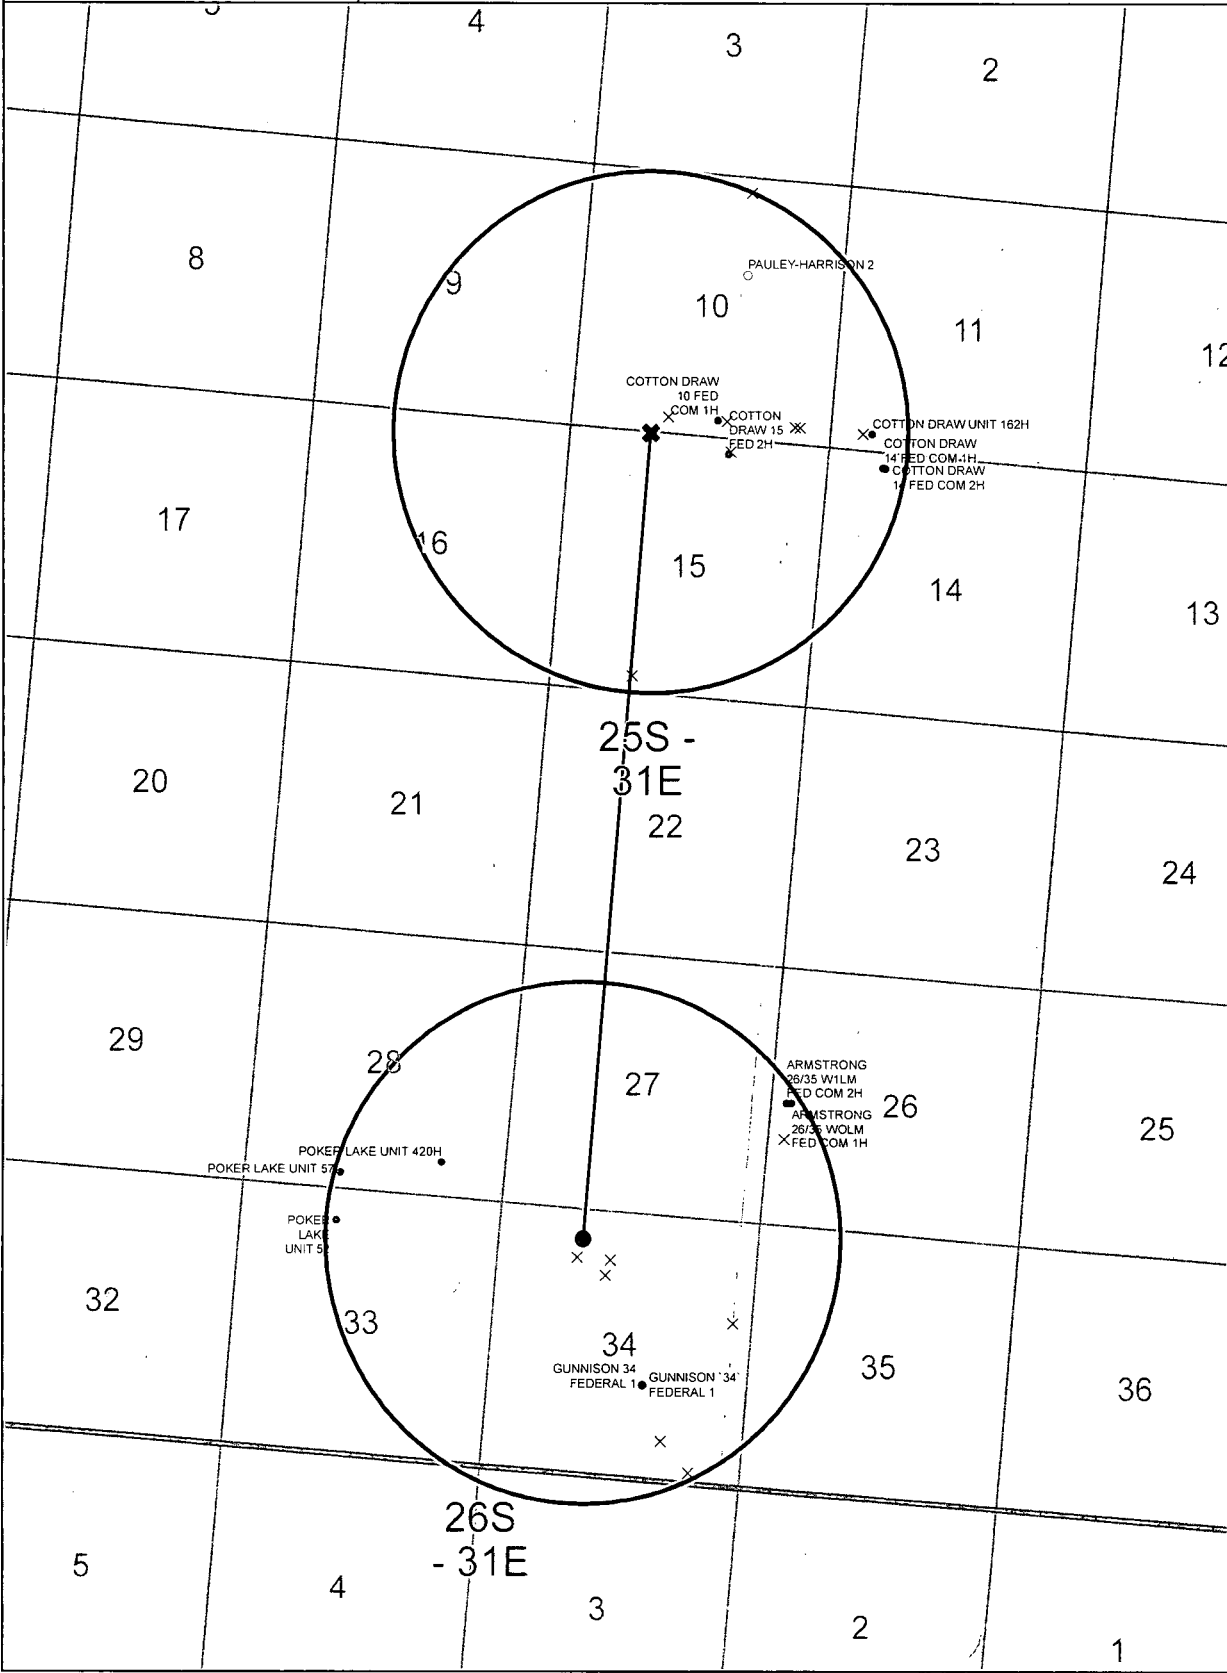 4
3
2
8
9
10
11
12
PAULEY-HARRISON 2
COTTON DRAW
10 FED
COM 1H
COTTON
DRAW 15
FED 2H
COTTON DRAW UNIT 162H
COTTON DRAW
14 FED COM 1H
COTTON DRAW
14 FED COM 2H
17
16
15
14
13
25S -
31E
20
21
22
23
24
29
28
27
26
25
ARMSTRONG
26/35 W1LM
FED COM 2H
ARMSTRONG
26/35 WOLM
FED COM 1H
POKER LAKE UNIT 420H
POKER LAKE UNIT 57
POKER
LAKE
UNIT 52
32
33
34
35
36
GUNNISON 34
FEDERAL 1
GUNNISON '34'
FEDERAL 1
26S
- 31E
5
4
3
2
1